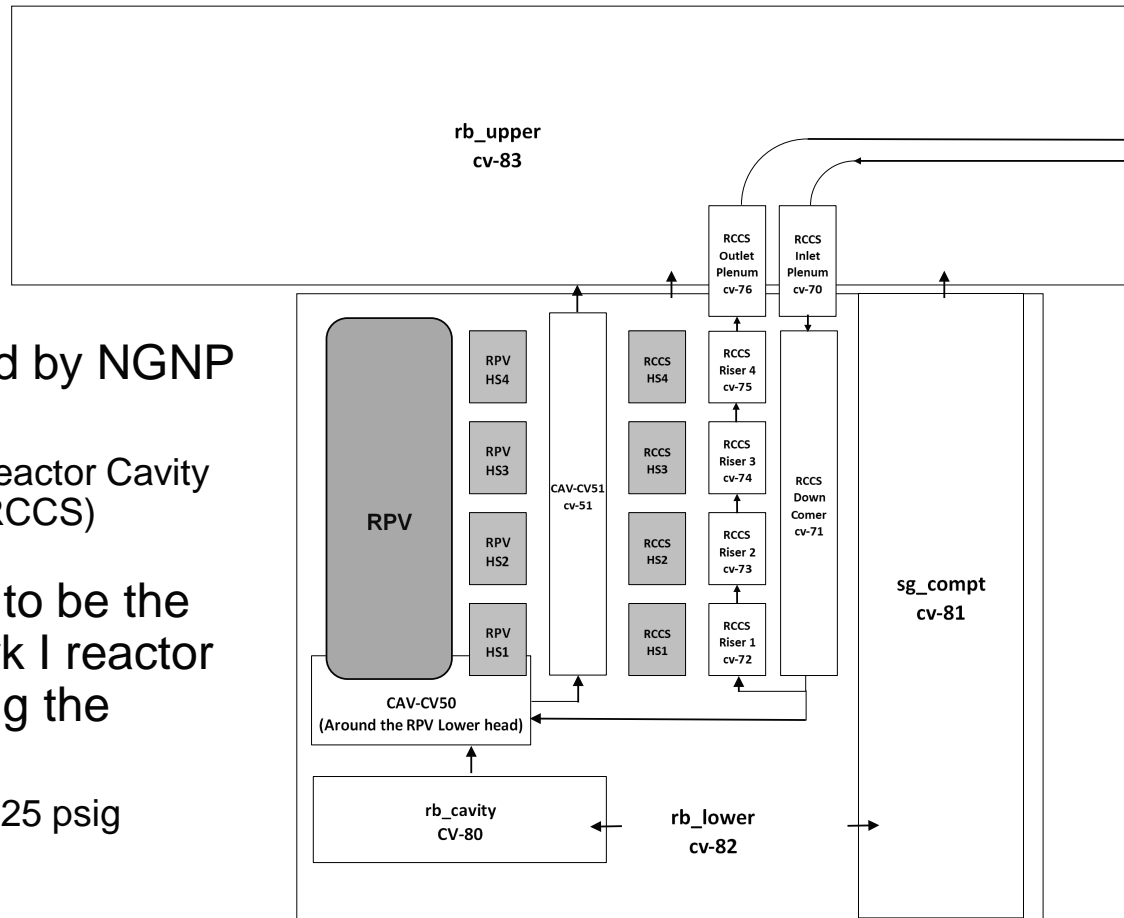 rb_upper
cv-83
RCCS
Outlet
Plenum
cv-76
RCCS
Inlet
Plenum
cv-70
d by NGNP
eactor Cavity
RCCS)
to be the
k I reactor
g the
25 psig
RPV
RPV
HS4
RPV
HS3
RPV
HS2
RPV
HS1
CAV-CV51
cv-51
RCCS
HS4
RCCS
HS3
RCCS
HS2
RCCS
HS1
RCCS
Riser 4
cv-75
RCCS
Riser 3
cv-74
RCCS
Riser 2
cv-73
RCCS
Riser 1
cv-72
RCCS
Down
Comer
cv-71
sg_compt
cv-81
CAV-CV50
(Around the RPV Lower head)
rb_cavity
CV-80
rb_lower
cv-82